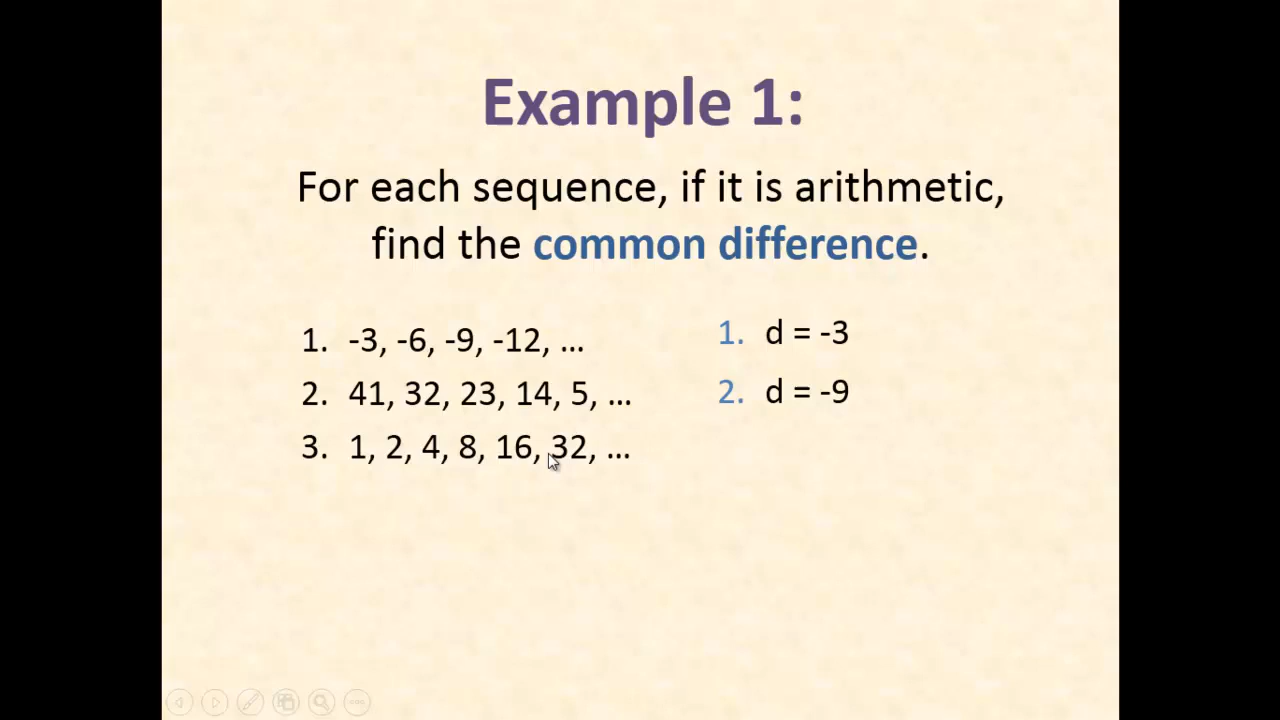 Example 1:
For each sequence, if it is arithmetic,
find the common difference.
1. -3, -6, -9, -12, ...
2. 41, 32, 23, 14, 5, ...
3. 1, 2, 4, 8, 16, 32, ...
1. d = -3
2. d = -9